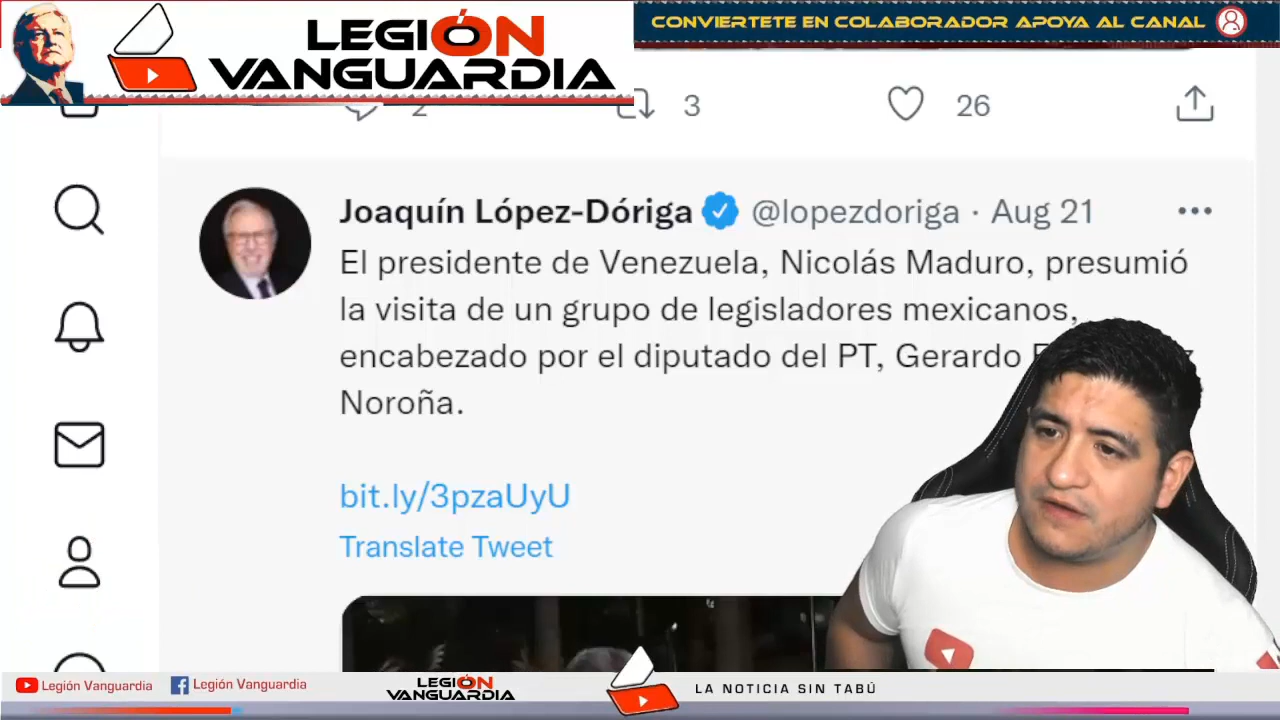 LEGIÓN
VANGUARDIA
CONVIERTETE EN COLABORADOR APOYA AL CANAL
2 3 26
Joaquín López-Dóriga @lopezdoriga · Aug 21
El presidente de Venezuela, Nicolás Maduro, presumió
la visita de un grupo de legisladores mexicanos,
encabezado por el diputado del PT, Gerardo
Noroña.
bit.ly/3pzaUyU
Translate Tweet
Legión Vanguardia Legión Vanguardia LEGIÓN
VANGUARDIA
LA NOTICIA SIN TABÚ